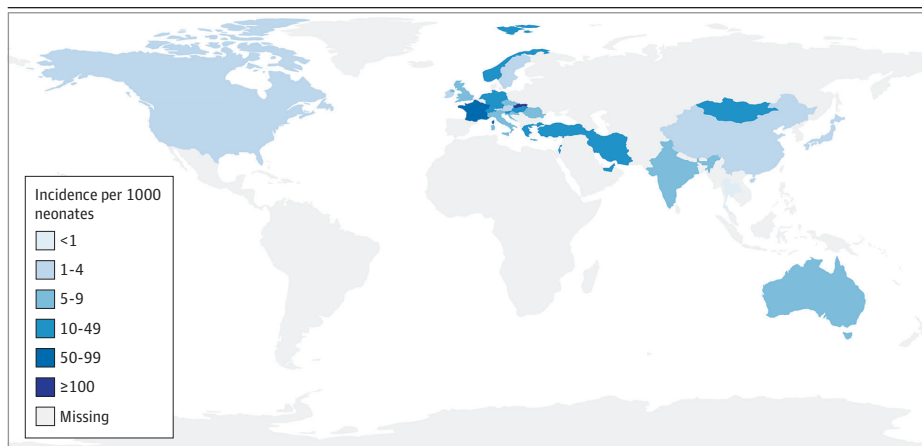 Incidence per 1000
neonates
<1
1-4
5-9
10-49
50-99
≥100
Missing